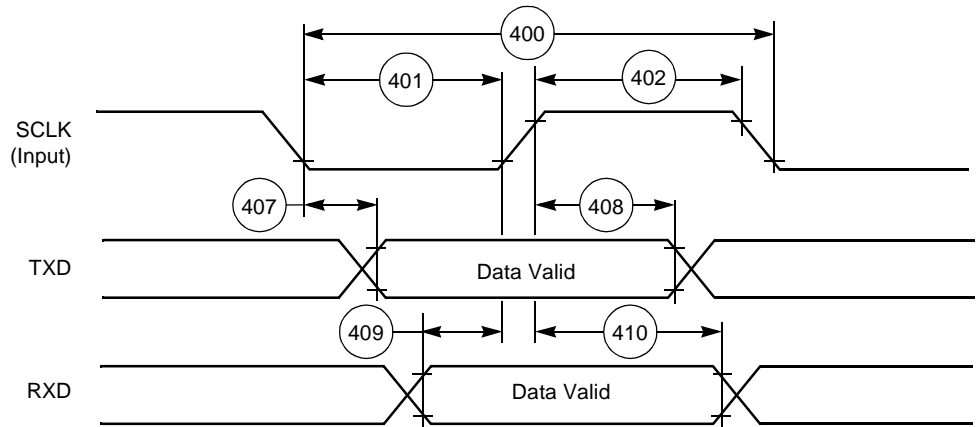 400
401
402
SCLK
(Input)
407
408
TXD
Data Valid
409
410
RXD
Data Valid